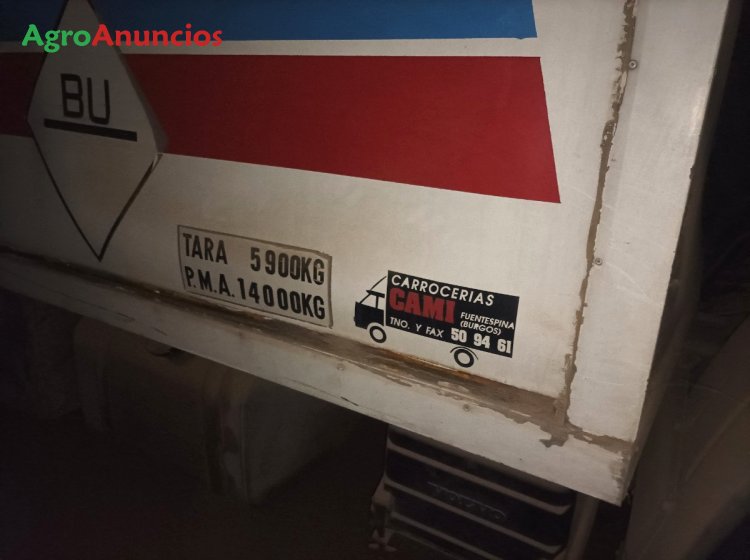 AgroAnuncios
BU
TARA 5900KG
P.M.A. 14000KG
CARROCERIAS
CAMI
FUENTESPINA
(BURGOS)
TNO. Y FAX 50 94 61